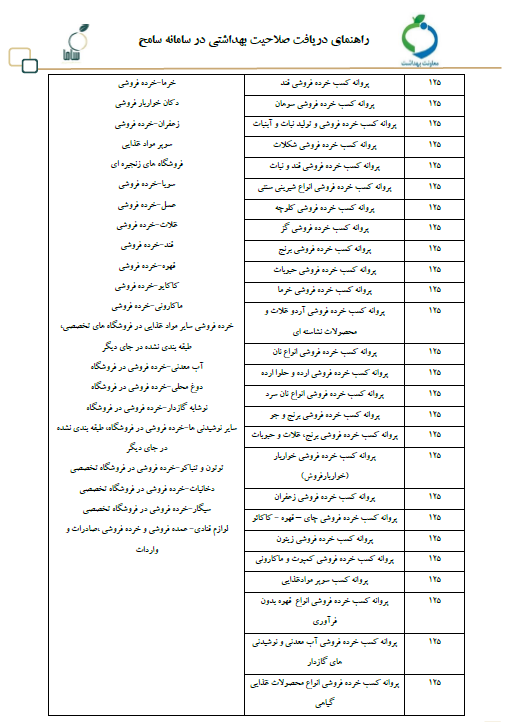 راهنمای دریافت صلاحیت بهداشتی در سامانه سامح
معاونت بهداشت
ساما
۱۲۵ پروانه کسب خرده فروشی قند
۱۲۵ پروانه کسب خرده فروشی سوهان
۱۲۵ پروانه کسب خرده فروشی و تولید نبات و آبنبات
۱۲۵ پروانه کسب خرده فروشی شکلات
۱۲۵ پروانه کسب خرده فروشی قند و نبات
۱۲۵ پروانه کسب خرده فروشی انواع شیرینی سنتی
۱۲۵ پروانه کسب خرده فروشی کلوچه
۱۲۵ پروانه کسب خرده فروشی گز
۱۲۵ پروانه کسب خرده فروشی برنج
۱۲۵ پروانه کسب خرده فروشی حبوبات
۱۲۵ پروانه کسب خرده فروشی خرما
۱۲۵ پروانه کسب خرده فروشی آردو غلات و
محصولات نشاسته ای
۱۲۵ پروانه کسب خرده فروشی انواع نان
۱۲۵ پروانه کسب خرده فروشی ارده و حلوا ارده
۱۲۵ پروانه کسب خرده فروشی انواع نان سرد
۱۲۵ پروانه کسب خرده فروشی برنج و جو
۱۲۵ پروانه کسب خرده فروشی برنج، غلات و حبوبات
۱۲۵ پروانه کسب خرده فروشی خواربار
(خواربارفروش)
۱۲۵ پروانه کسب خرده فروشی زعفران
۱۲۵ پروانه کسب خرده فروشی چای – قهوه - کاکائو
۱۲۵ پروانه کسب خرده فروشی زیتون
۱۲۵ پروانه کسب خرده فروشی کمپوت و ماکارونی
۱۲۵ پروانه کسب سوپر موادغذایی
۱۲۵ پروانه کسب خرده فروشی انواع قهوه بدون
فرآوری
۱۲۵ پروانه کسب خرده فروشی آب معدنی و نوشیدنی
های گازدار
۱۲۵ پروانه کسب خرده فروشی انواع محصولات غذایی
گیاهی
خرما-خرده فروشی
دکان خواربار فروشی
زعفران-خرده فروشی
سوپر مواد غذایی
فروشگاه های زنجیره ای
سویا-خرده فروشی
عسل-خرده فروشی
غلات-خرده فروشی
قند-خرده فروشی
قهوه-خرده فروشی
کاکایو-خرده فروشی
ماکارونی-خرده فروشی
خرده فروشی سایر مواد غذایی در فروشگاه های تخصصی،
طبقه بندی نشده در جای دیگر
آب معدنی-خرده فروشی در فروشگاه
دوغ محلی-خرده فروشی در فروشگاه
نوشابه گازدار-خرده فروشی در فروشگاه
سایر نوشیدنی ها-خرده فروشی در فروشگاه، طبقه بندی نشده
در جای دیگر
توتون و تنباکو-خرده فروشی در فروشگاه تخصصی
دخانیات-خرده فروشی در فروشگاه تخصصی
سیگار-خرده فروشی در فروشگاه تخصصی
لوازم قنادی- عمده فروشی و خرده فروشی ،صادرات و
واردات